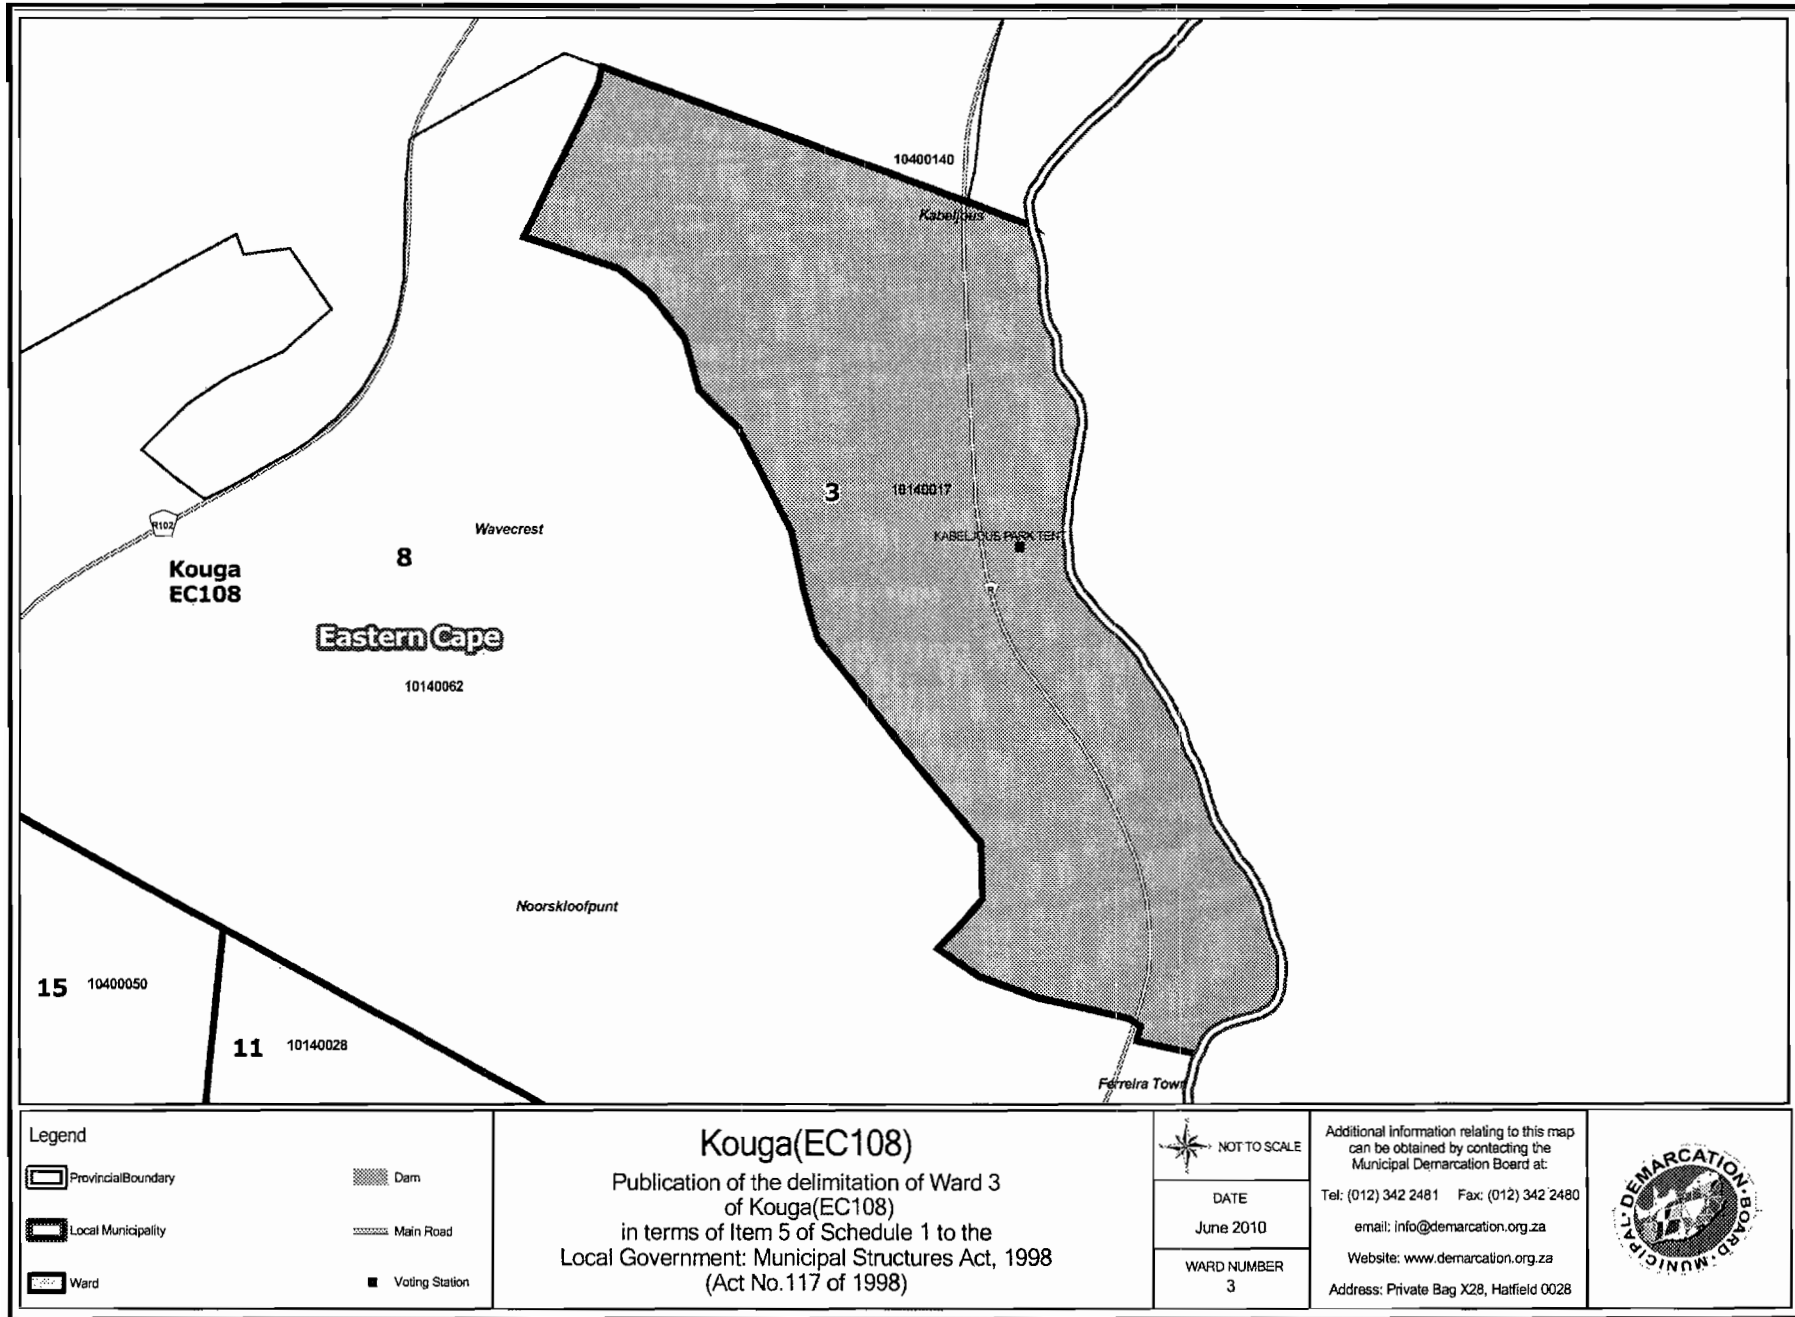 10400140
Kabeljous
3
10140017
KABELJOUS PARK TENT
R
R102
Wavecrest
8
Kouga
EC108
Eastern Cape
10140062
Noorskloofpunt
15
10400050
11
10140028
Ferreira Town
Legend
ProvincialBoundary
Dam
Local Municipality
Main Road
Ward
Voting Station
Kouga(EC108)
Publication of the delimitation of Ward 3
of Kouga(EC108)
in terms of Item 5 of Schedule 1 to the
Local Government: Municipal Structures Act, 1998
(Act No.117 of 1998)
NOT TO SCALE
DATE
June 2010
WARD NUMBER
3
Additional information relating to this map
can be obtained by contacting the
Municipal Demarcation Board at:
Tel: (012) 342 2481 Fax: (012) 342 2480
email: info@demarcation.org.za
Website: www.demarcation.org.za
Address: Private Bag X28, Hatfield 0028
MUNICIPAL DEMARCATION BOARD